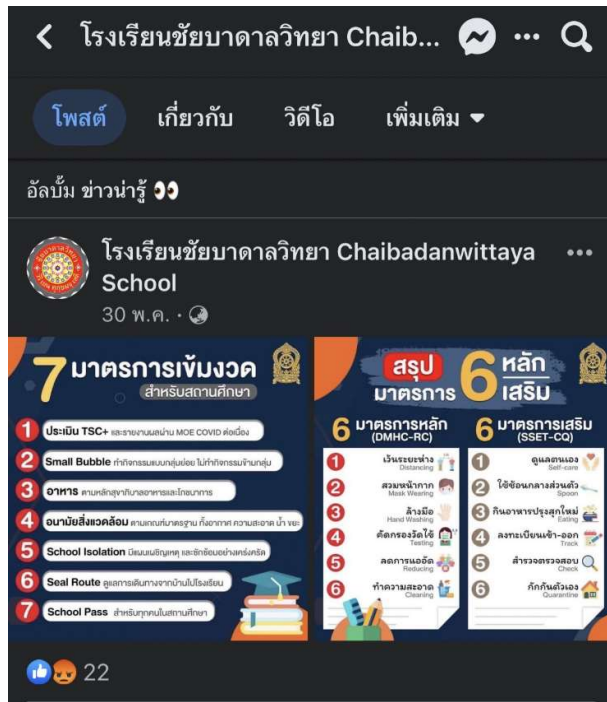 โรงเรียนชัยบาดาลวิทยา Chaib...
โพสต์ เกี่ยวกับ วิดีโอ เพิ่มเติม
อัลบั้ม ข่าวน่ารู้ 👀
โรงเรียนชัยบาดาลวิทยา Chaibadanwittaya
School
30 พ.ค. ·
7 มาตรการเข้มงวด
สำหรับสถานศึกษา
1 ประเมิน TSC+ และรายงานผลผ่าน MOE COVID ต่อเนื่อง
2 Small Bubble ทำกิจกรรมแบบกลุ่มย่อย ไม่ทำกิจกรรมข้ามกลุ่ม
3 อาหาร ตามหลักสุขาภิบาลอาหารและโภชนาการ
4 อนามัยสิ่งแวดล้อม ตามเกณฑ์มาตรฐาน ทั้งอากาศ ความสะอาด น้ำ ขยะ
5 School Isolation มีแผนเผชิญเหตุ และซักซ้อมอย่างเคร่งครัด
6 Seal Route ดูแลการเดินทางจากบ้านไปโรงเรียน
7 School Pass สำหรับทุกคนในสถานศึกษา
สรุป
มาตรการ
6 หลัก
เสริม
6 มาตรการหลัก
(DMHC-RC)
1 เว้นระยะห่าง
Distancing
2 สวมหน้ากาก
Mask Wearing
3 ล้างมือ
Hand Washing
4 คัดกรองวัดไข้
Testing
5 ลดการแออัด
Reducing
6 ทำความสะอาด
Cleaning
6 มาตรการเสริม
(SSET-CQ)
1 ดูแลตนเอง
Self-care
2 ใช้ช้อนกลางส่วนตัว
Spoon
3 กินอาหารปรุงสุกใหม่
Eating
4 ลงทะเบียนเข้า-ออก
Track
5 สำรวจตรวจสอบ
Check
6 กักกันตัวเอง
Quarantine
22